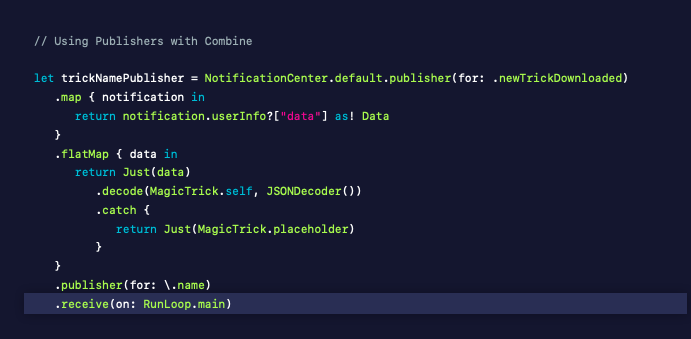 // Using Publishers with Combine
let trickNamePublisher = NotificationCenter.default.publisher(for: .newTrickDownloaded)
.map { notification in
return notification.userInfo?["data"] as! Data
}
.flatMap { data in
return Just(data)
.decode(MagicTrick.self, JSONDecoder())
.catch {
return Just(MagicTrick.placeholder)
}
}
.publisher(for: \.name)
.receive(on: RunLoop.main)